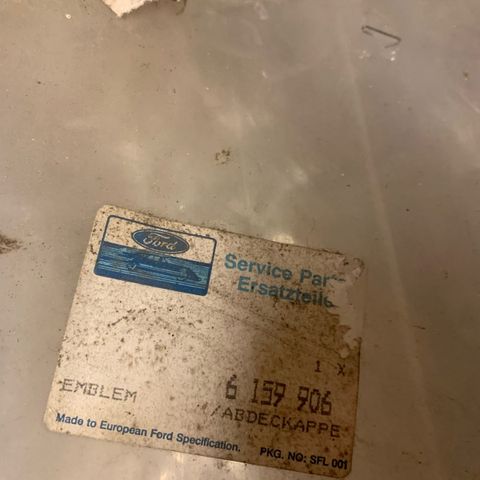 Ford
Service Parts
Ersatzteile
1 X
EMBLEM 6 159 906
/ABDECKAPPE
Made to European Ford Specification.
PKG. NO: SFL 001